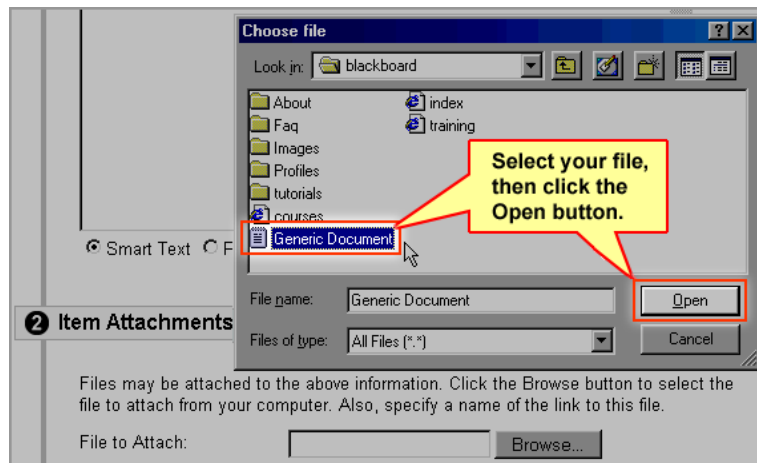 Choose file
Look in: blackboard
About
Faq
Images
Profiles
tutorials
courses
Generic Document
index
training
Select your file,
then click the
Open button.
Smart Text F
File name: Generic Document Open
Files of type: All Files (*.*) Cancel
2 Item Attachments
Files may be attached to the above information. Click the Browse button to select the
file to attach from your computer. Also, specify a name of the link to this file.
File to Attach: Browse...